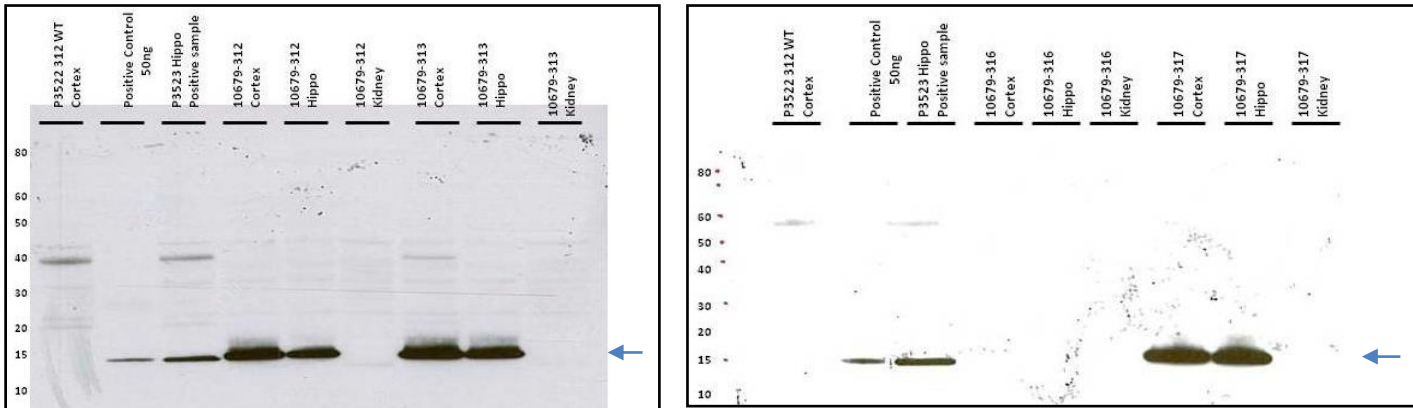 P3522 312 WT
Cortex
Positive Control
50ng
P3523 Hippo
Positive sample
10679-312
Cortex
10679-312
Hippo
10679-312
Kidney
10679-313
Cortex
10679-313
Hippo
10679-313
Kidney
80
60
50
40
30
20
15
10
P3522 312 WT
Cortex
Positive Control
50ng
P3523 Hippo
Positive sample
10679-316
Cortex
10679-316
Hippo
10679-316
Kidney
10679-317
Cortex
10679-317
Hippo
10679-317
Kidney
80
60
50
40
30
20
15
10